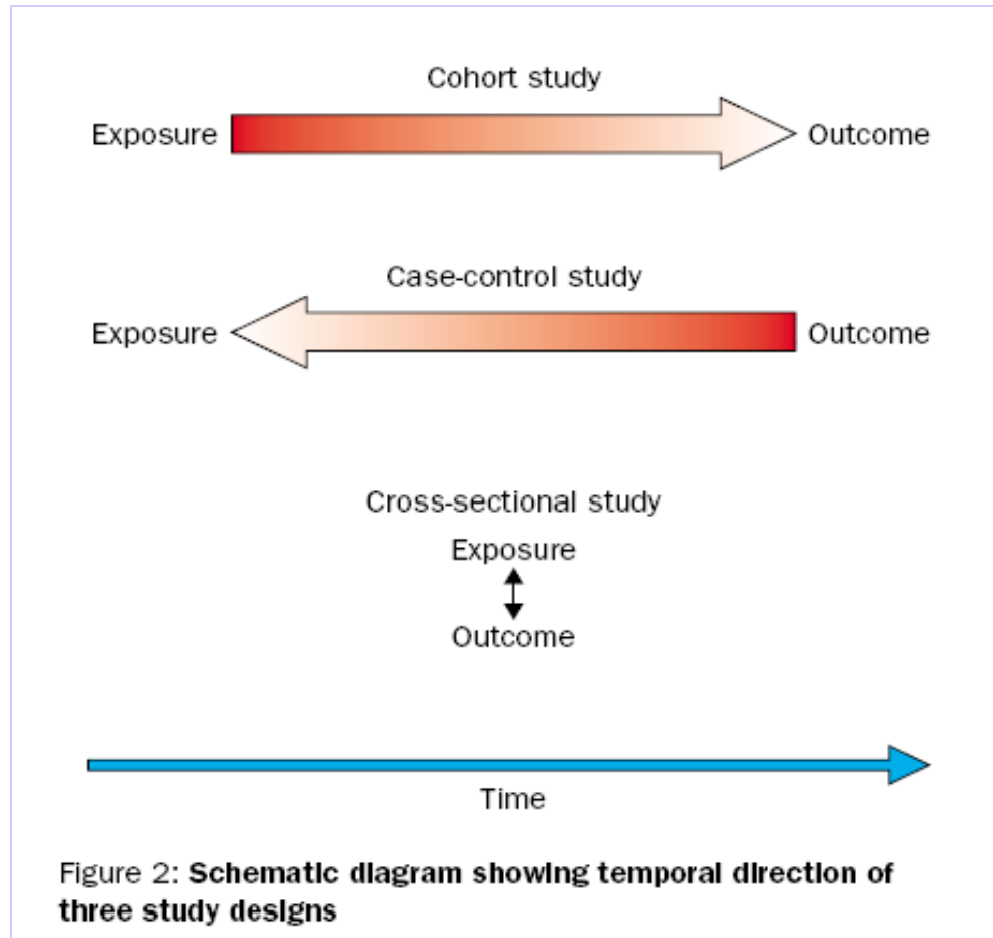 Cohort study
Exposure
Outcome
Case-control study
Exposure
Outcome
Cross-sectional study
Exposure
Outcome
Time
Figure 2: Schematic diagram showing temporal direction of
three study designs